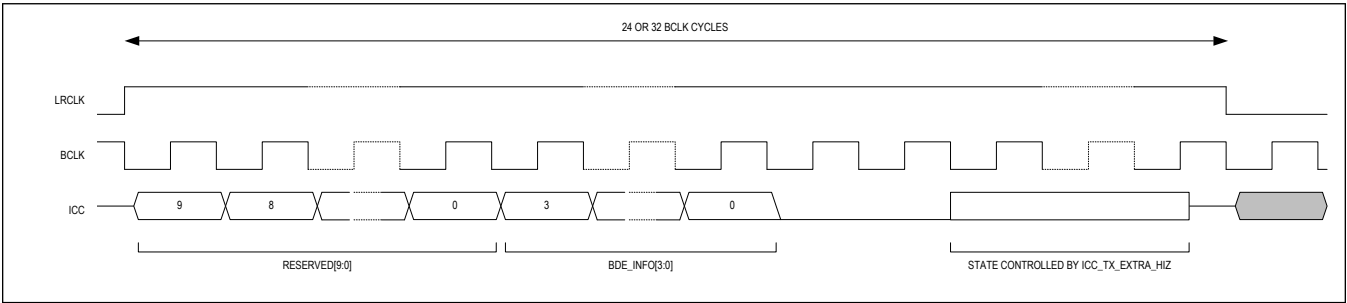 24 OR 32 BCLK CYCLES
LRCLK
BCLK
ICC 9 8 0 3 0
RESERVED[9:0] BDE_INFO[3:0] STATE CONTROLLED BY ICC_TX_EXTRA_HIZ